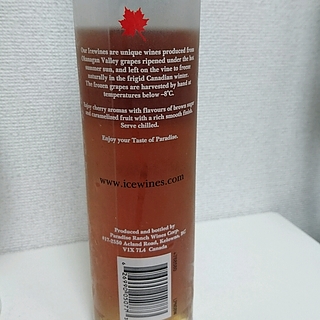 Our Icewines are unique wines produced from
Okanagan Valley grapes ripened under the hot
summer sun, and left on the vine to freeze
naturally in the frigid Canadian winter.
The frozen grapes are harvested by hand at
temperatures below -8°C.
Enjoy cherry aromas with flavours of brown sugar
and caramelized fruit with a rich smooth finish.
Serve chilled.
Enjoy your Taste of Paradise.
www.icewines.com
Produced and bottled by
Paradise Ranch Wines Corp.
Acland Road, Kelowna, BC
V1X 7L4 Canada